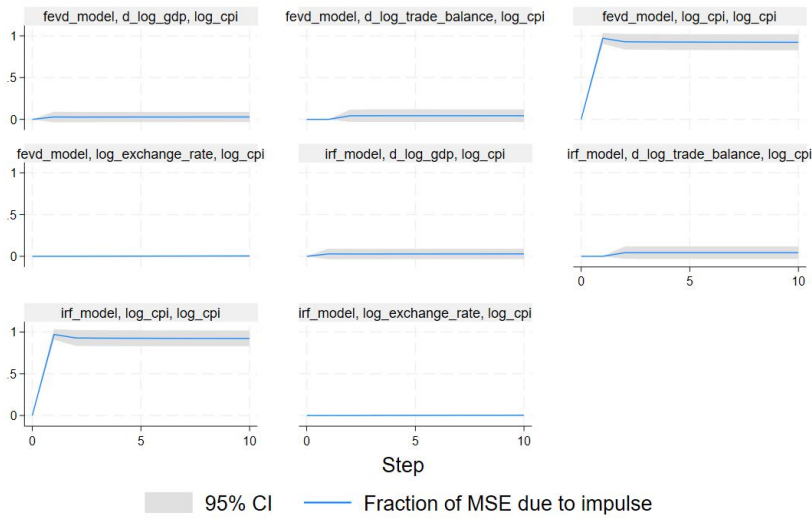 fevd_model, d_log_gdp, log_cpi
fevd_model, d_log_trade_balance, log_cpi
fevd_model, log_cpi, log_cpi
1
.5
0
fevd_model, log_exchange_rate, log_cpi
irf_model, d_log_gdp, log_cpi
irf_model, d_log_trade_balance, log_cpi
1
.5
0
0 5 10
irf_model, log_cpi, log_cpi
irf_model, log_exchange_rate, log_cpi
1
.5
0
0 5 10
0 5 10
Step
95% CI
Fraction of MSE due to impulse